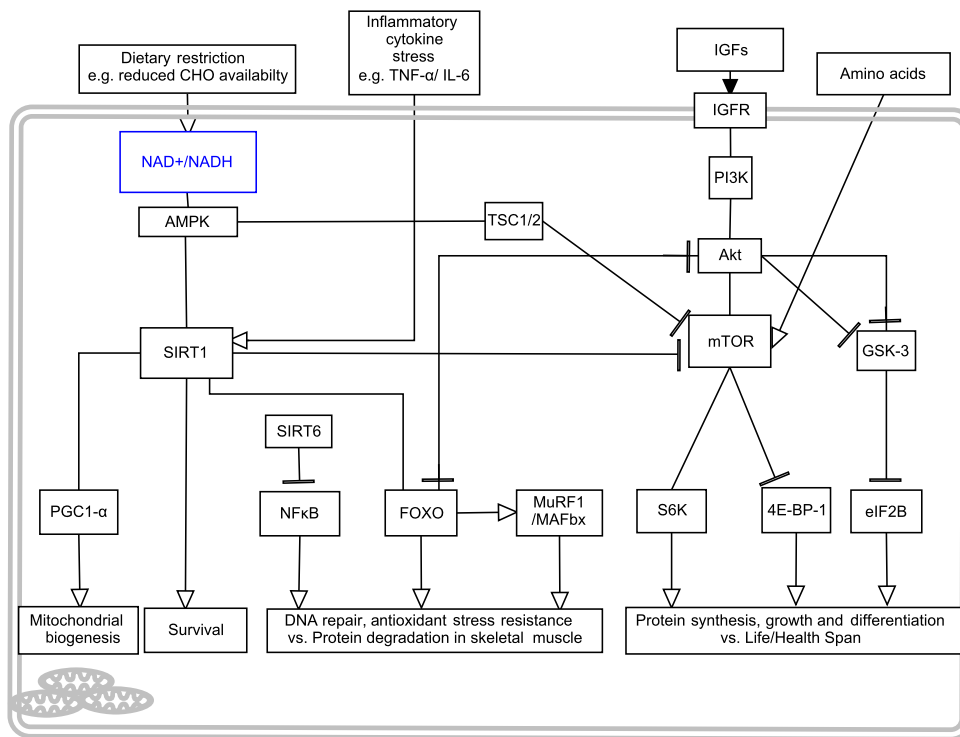 Inflammatory
cytokine
stress
e.g. TNF-α/ IL-6
Dietary restriction
e.g. reduced CHO availabilty
IGFs
Amino acids
IGFR
NAD+/NADH
PI3K
AMPK
TSC1/2
Akt
SIRT1
mTOR
GSK-3
SIRT6
PGC1-α
NFκB
FOXO
MuRF1
/MAFbx
S6K
4E-BP-1
eIF2B
Mitochondrial
biogenesis
Survival
DNA repair, antioxidant stress resistance
vs. Protein degradation in skeletal muscle
Protein synthesis, growth and differentiation
vs. Life/Health Span